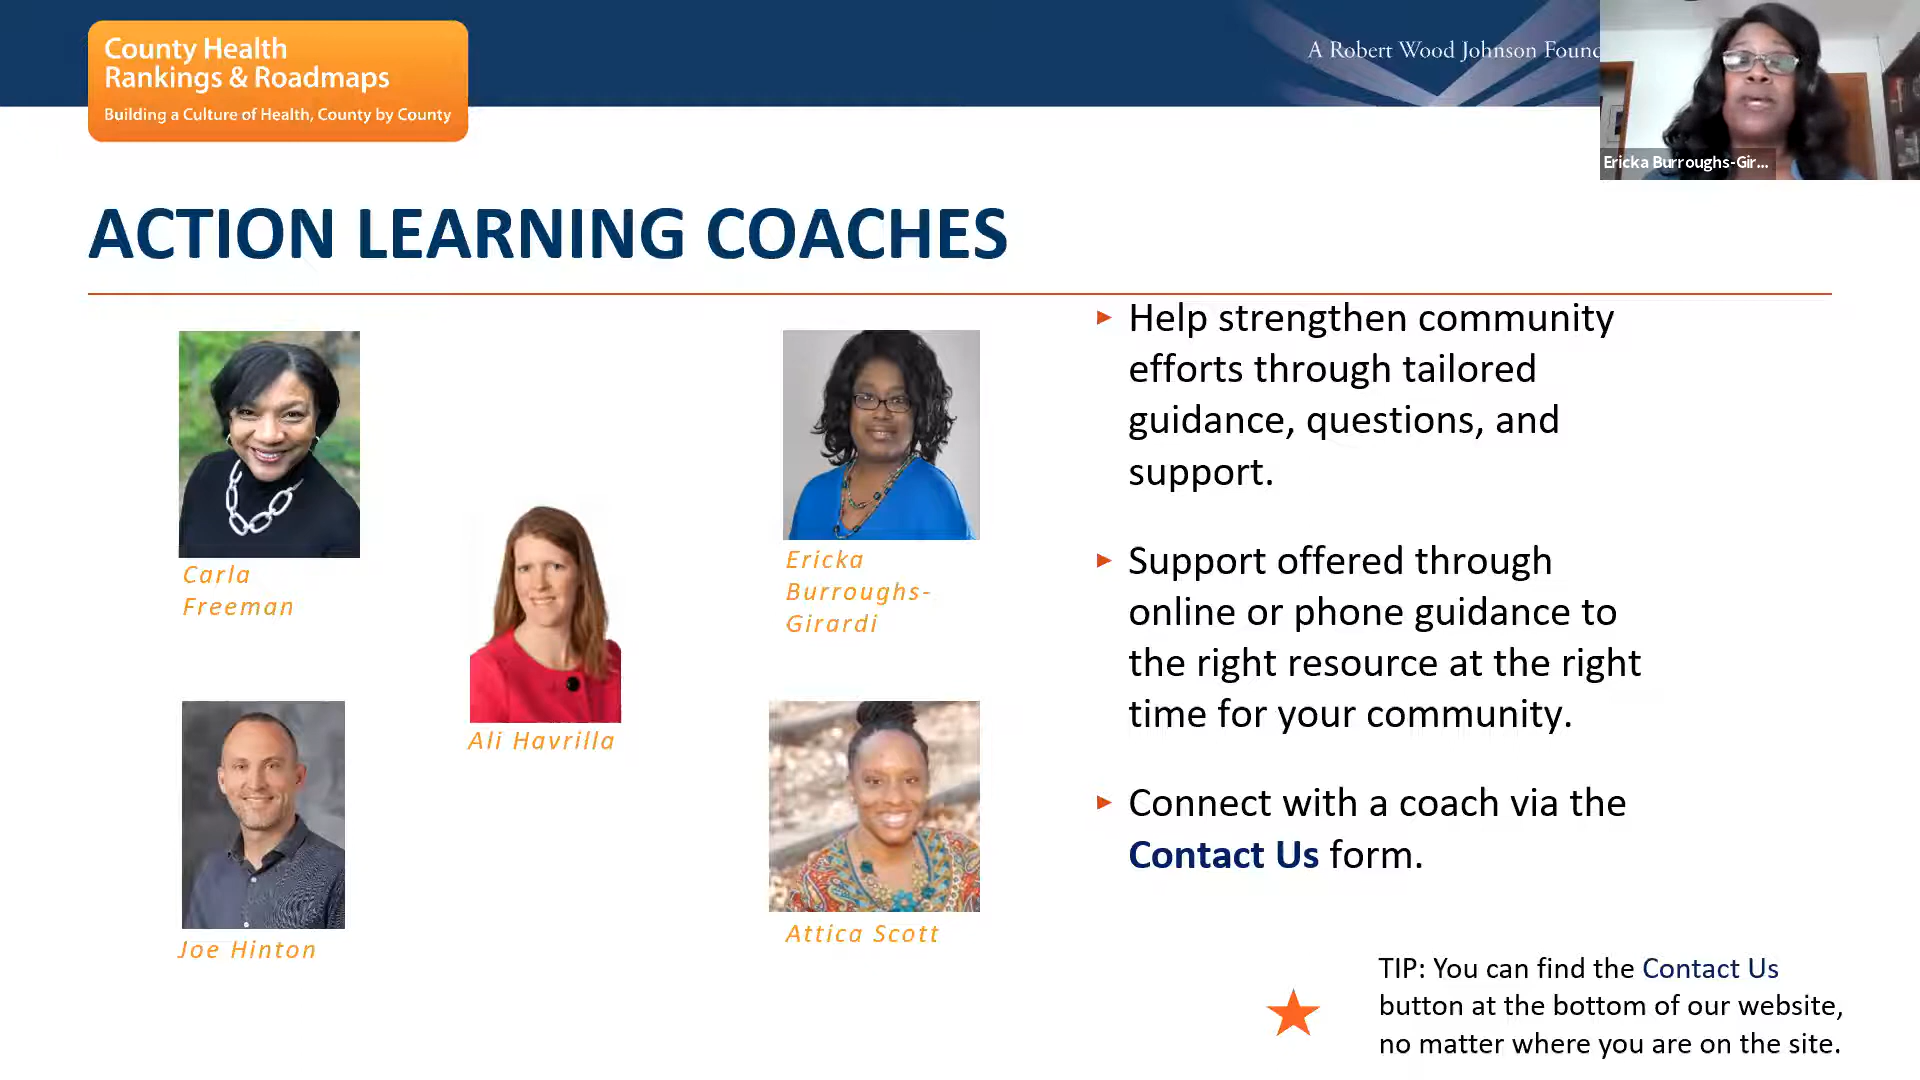 County Health
Rankings & Roadmaps
Building a Culture of Health, County by County
A Robert Wood Johnson
Ericka Burroughs-Gir...
ACTION LEARNING COACHES
Carla
Freeman
Ericka
Burroughs-
Girardi
Ali Havrilla
Joe Hinton
Attica Scott
Help strengthen community
efforts through tailored
guidance, questions, and
support.
Support offered through
online or phone guidance to
the right resource at the right
time for your community.
Connect with a coach via the
Contact Us form.
TIP: You can find the Contact Us
button at the bottom of our website,
no matter where you are on the site.